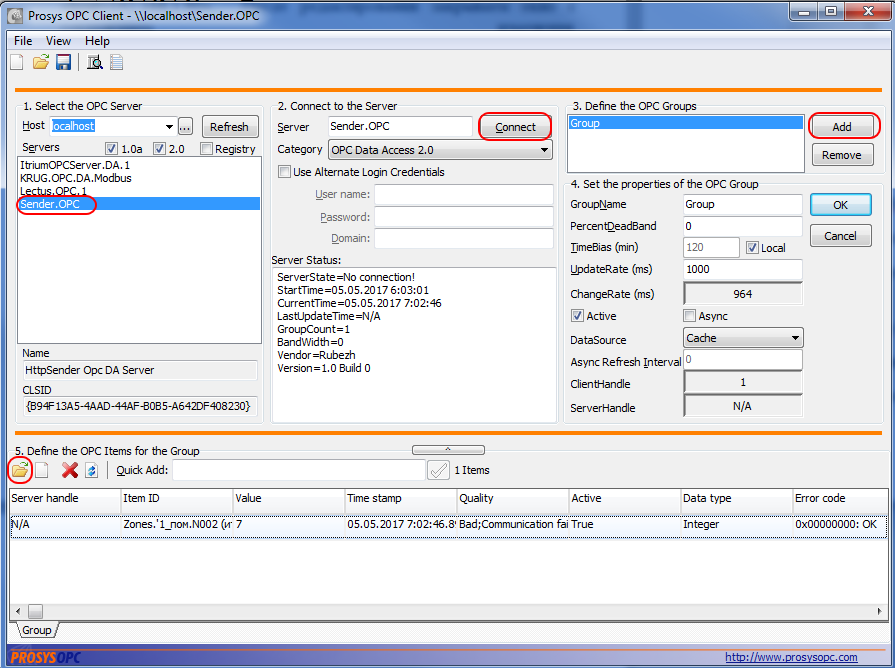 Prosys OPC Client - \\localhost\Sender.OPC
File View Help
1. Select the OPC Server
Host localhost ... Refresh
Servers 1.0a 2.0 Registry
ItriumOPCServer.DA.1
KRUG.OPC.DA.Modbus
Lectus.OPC.1
Sender.OPC
Name
HttpSender Opc DA Server
CLSID
{B94F13A5-4AAD-44AF-B0B5-A642DF408230}
2. Connect to the Server
Server Sender.OPC Connect
Category OPC Data Access 2.0
Use Alternate Login Credentials
User name:
Password:
Domain:
Server Status:
ServerState=No connection!
StartTime=05.05.2017 6:03:01
CurrentTime=05.05.2017 7:02:46
LastUpdateTime=N/A
GroupCount=1
BandWidth=0
Vendor=Rubezh
Version=1.0 Build 0
3. Define the OPC Groups
Group
Add
Remove
4. Set the properties of the OPC Group
GroupName Group OK
PercentDeadBand 0
TimeBias (min) 120 Local Cancel
UpdateRate (ms) 1000
ChangeRate (ms) 964
Active Async
DataSource Cache
Async Refresh Interval 0
ClientHandle 1
ServerHandle N/A
5. Define the OPC Items for the Group
Quick Add: 1 Items
Server handle Item ID Value Time stamp Quality Active Data type Error code
N/A Zones.'1_пом.N002 (и 7 05.05.2017 7:02:46.89 Bad;Communication fai True Integer 0x00000000: OK
Group
PROSYS OPC http://www.prosysopc.com